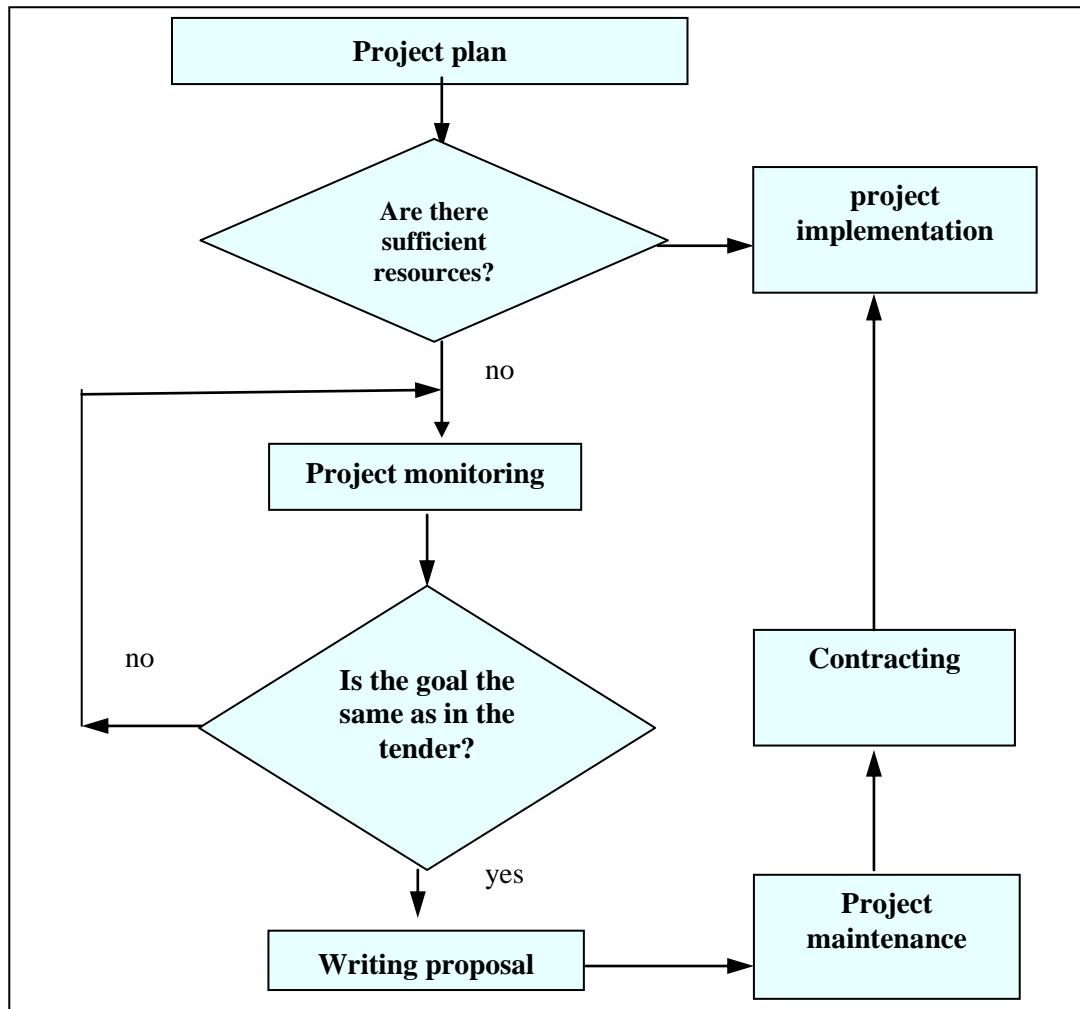 Project plan
Are there
sufficient
resources?
project
implementation
no
Project monitoring
no
Is the goal the
same as in the
tender?
Contracting
yes
Project
maintenance
Writing proposal